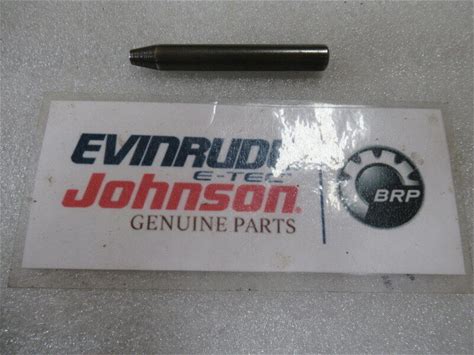 EVINRUDE
E-TEC
Johnson.
GENUINE PARTS
BRP